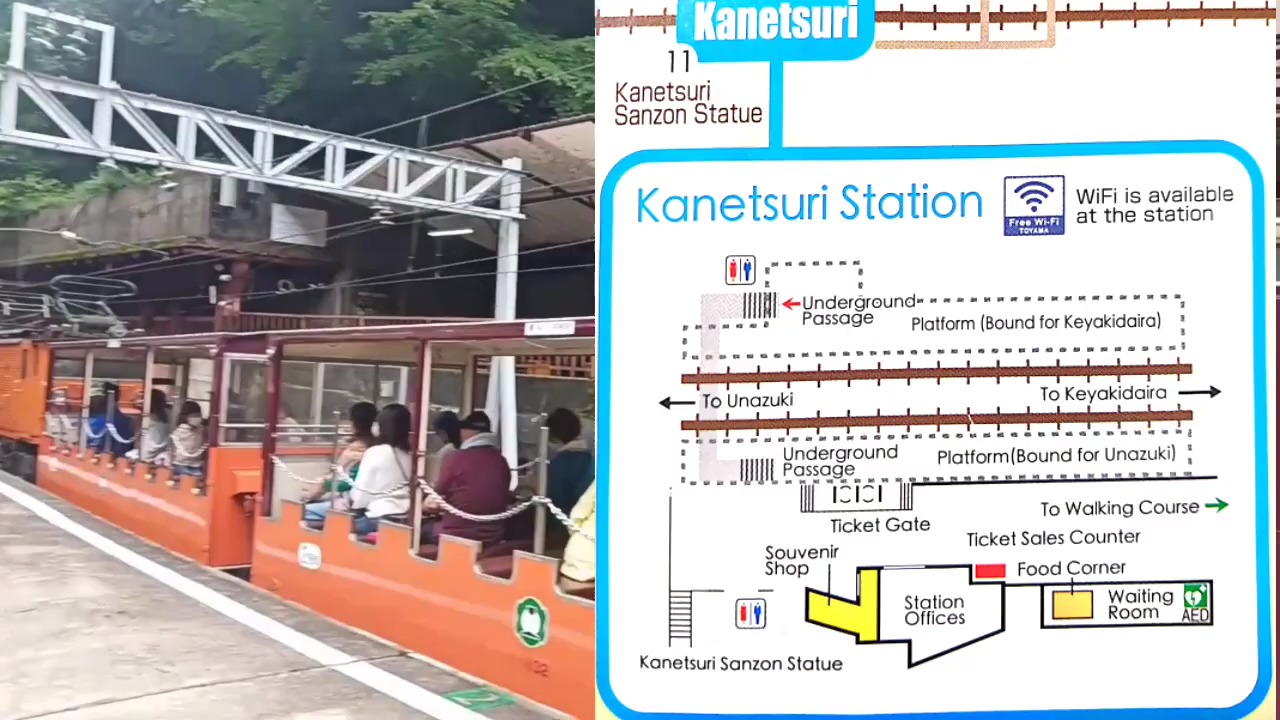 Kanetsuri
11
Kanetsuri
Sanzon Statue
Kanetsuri Station
Free Wi-Fi
TOYAMA
WiFi is available
at the station
Underground
Passage
Platform (Bound for Keyakidaira)
To Unazuki
To Keyakidaira
Underground
Passage
Platform(Bound for Unazuki)
Ticket Gate
To Walking Course
Ticket Sales Counter
Souvenir
Shop
Food Corner
Station
Offices
Waiting
Room
AED
Kanetsuri Sanzon Statue